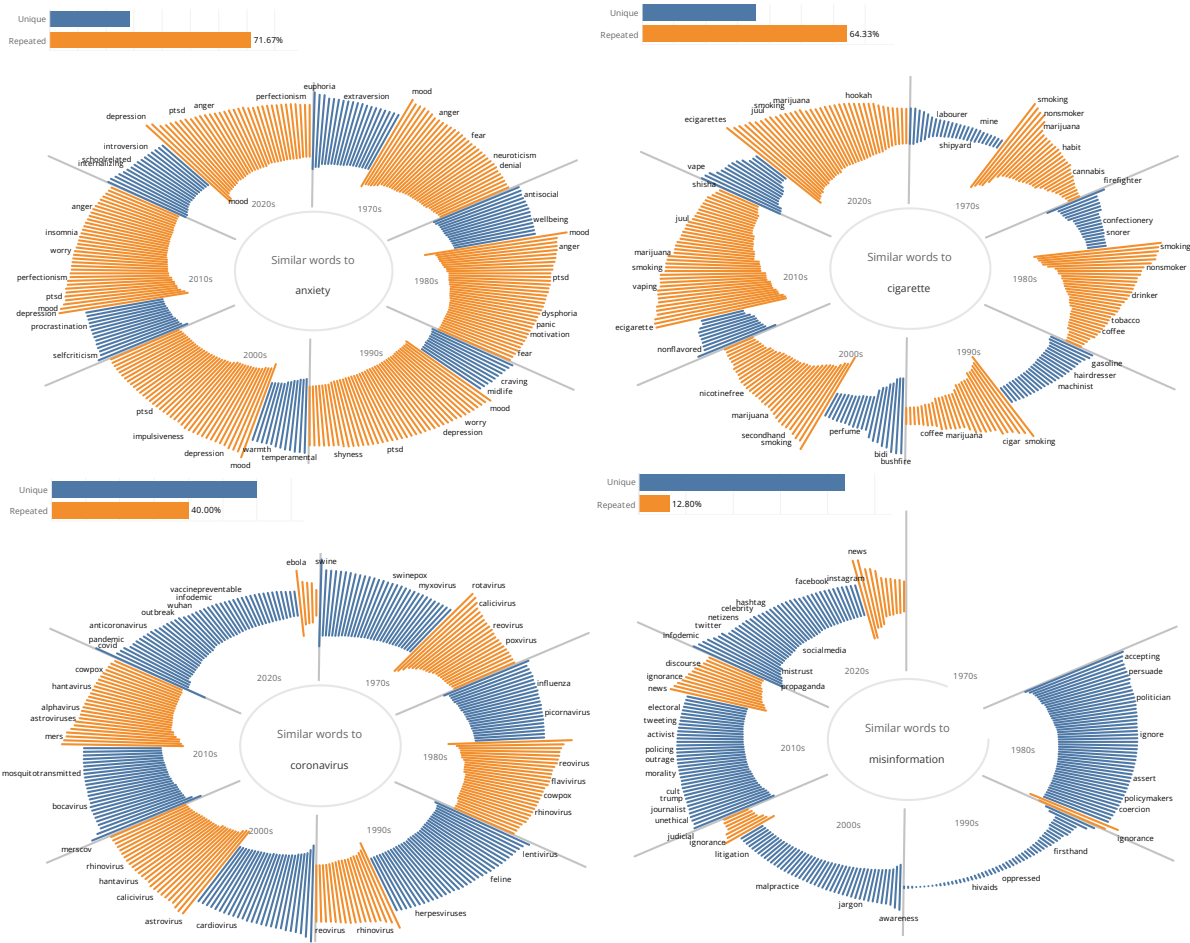 Unique
Repeated
71.67%
euphoria
perfectionism
extraversion
mood
anger
ptsd
depression
anger
fear
introversion
schoolrelated
internalizing
neuroticism
denial
mood
2020s
1970s
antisocial
wellbeing
mood
anger
anger
insomnia
worry
perfectionism
ptsd
mood
depression
procrastination
selfcriticism
2010s
Similar words to
anxiety
1980s
ptsd
dysphoria
panic
motivation
fear
2000s
1990s
craving
midlife
mood
worry
depression
ptsd
impulsiveness
depression
mood
warmth
temperamental
shyness
ptsd
Unique
Repeated
64.33%
hookah
marijuana
smoking
juul
ecigarettes
labourer
mine
shipyard
smoking
nonsmoker
marijuana
habit
cannabis
firefighter
vape
shisha
2020s
1970s
confectionery
snorer
smoking
nonsmoker
juul
marijuana
smoking
vaping
ecigarette
nonflavored
2010s
Similar words to
cigarette
1980s
drinker
tobacco
coffee
2000s
1990s
gasoline
hairdresser
machinist
nicotinefree
marijuana
secondhand
smoking
perfume
bidi
bushfire
coffee
marijuana
cigar
smoking
Unique
Repeated
40.00%
ebola
swine
swinepox
myxovirus
rotavirus
calicivirus
reovirus
poxvirus
vaccinepreventable
infodemic
wuhan
outbreak
anticoronavirus
pandemic
covid
2020s
1970s
influenza
picornavirus
cowpox
hantavirus
alphavirus
astroviruses
mers
mosquitotransmitted
bocavirus
merscov
2010s
Similar words to
coronavirus
1980s
reovirus
flavivirus
cowpox
rhinovirus
2000s
1990s
lentivirus
feline
herpesviruses
rhinovirus
hantavirus
calicivirus
astrovirus
cardiovirus
reovirus
rhinovirus
Unique
Repeated
12.80%
news
instagram
facebook
hashtag
celebrity
netizens
twitter
infodemic
socialmedia
mistrust
propaganda
2020s
1970s
accepting
persuade
politician
ignore
assert
policymakers
coercion
ignorance
discourse
ignorance
news
electoral
tweeting
activist
policing
outrage
morality
cult
trump
journalist
unethical
judicial
ignorance
litigation
2010s
Similar words to
misinformation
1980s
2000s
1990s
malpractice
jargon
awareness
hivaids
oppressed
firsthand